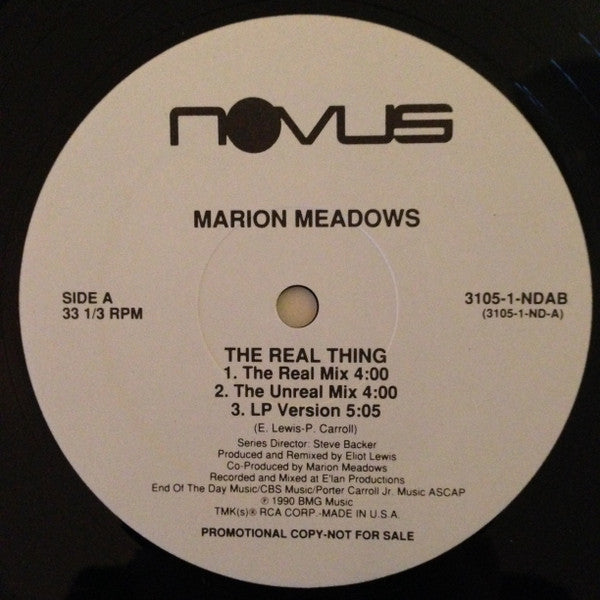 NOVUS
MARION MEADOWS
SIDE A
33 1/3 RPM
3105-1-NDAB
(3105-1-ND-A)
THE REAL THING
1. The Real Mix 4:00
2. The Unreal Mix 4:00
3. LP Version 5:05
(E. Lewis-P. Carroll)
Series Director: Steve Backer
Produced and Remixed by Eliot Lewis
Co-Produced by Marion Meadows
Recorded and Mixed at E'lan Productions
End Of The Day Music/CBS Music/Porter Carroll Jr. Music ASCAP
℗ 1990 BMG Music
TMK(s)® RCA CORP.-MADE IN U.S.A.
PROMOTIONAL COPY-NOT FOR SALE